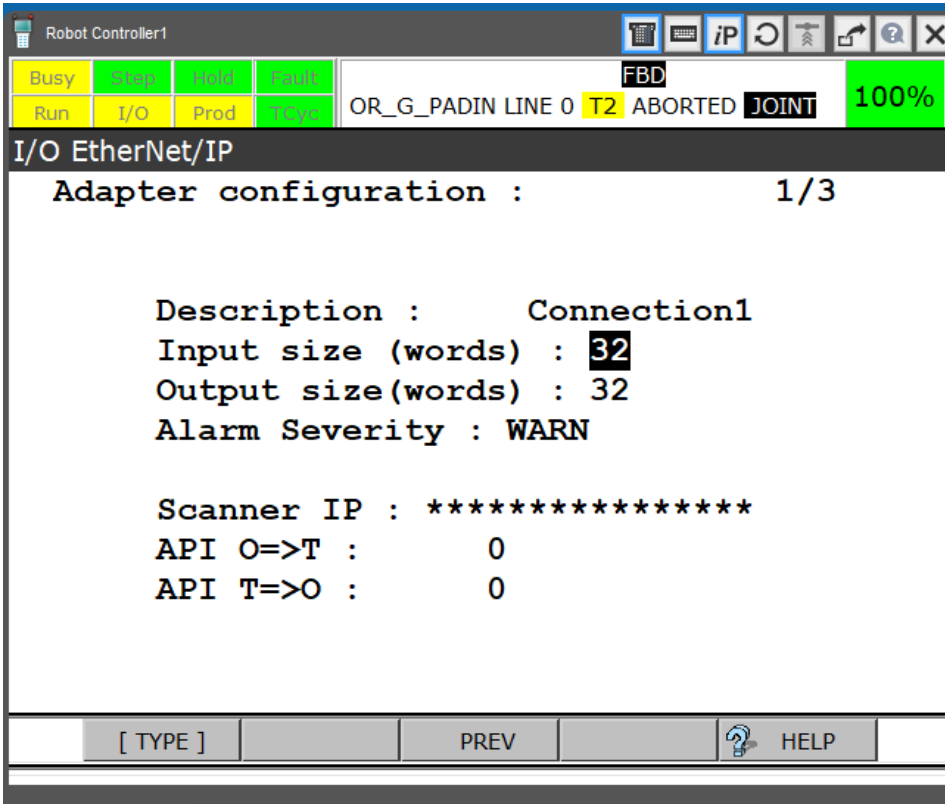 Robot Controller1
iP
Busy Step Hold Fault
Run I/O Prod TCyc
FBD
OR_G_PADIN LINE 0 T2 ABORTED JOINT
100%
I/O EtherNet/IP
Adapter configuration : 1/3
Description : Connection1
Input size (words) : 32
Output size(words) : 32
Alarm Severity : WARN
Scanner IP : ****************
API O=>T : 0
API T=>O : 0
[ TYPE ] PREV HELP